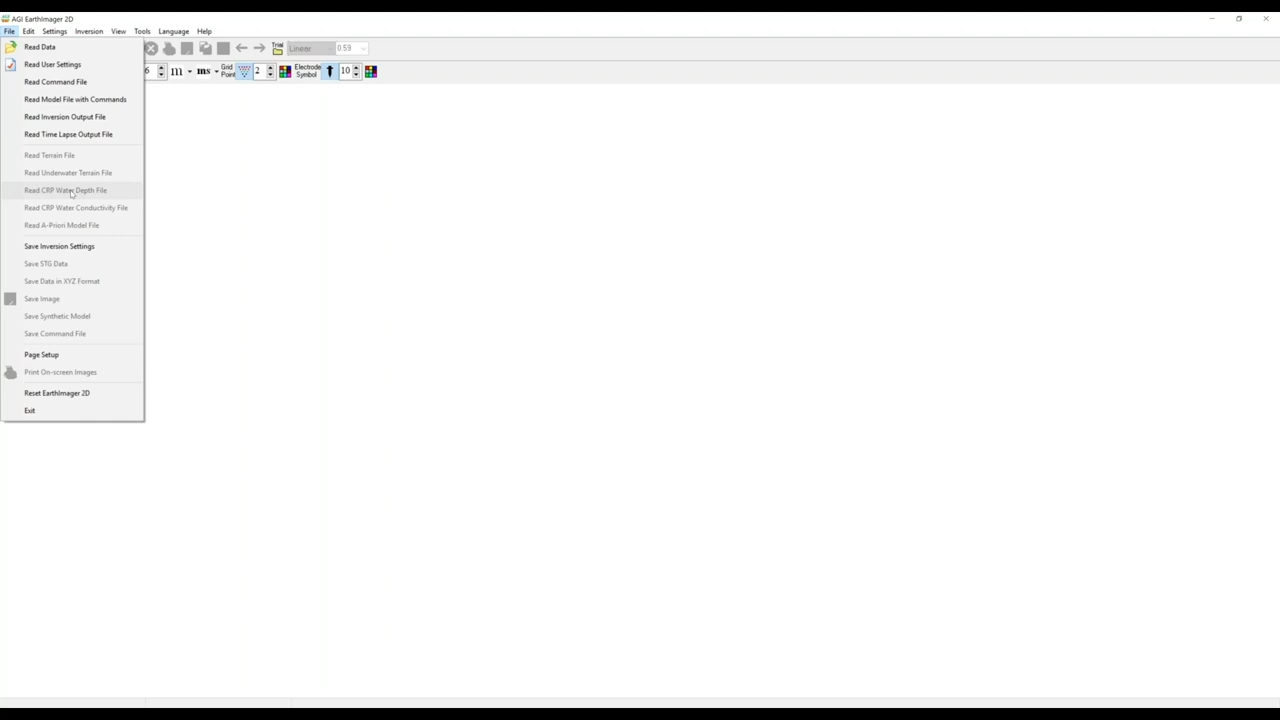 AGI EarthImager 2D
File Edit Settings Inversion View Tools Language Help
Read Data
Read User Settings
Read Command File
Read Model File with Commands
Read Inversion Output File
Read Time Lapse Output File
Read Terrain File
Read Underwater Terrain File
Read CRP Water Depth File
Read CRP Water Conductivity File
Read A-Priori Model File
Save Inversion Settings
Save STG Data
Save Data in XYZ Format
Save Image
Save Synthetic Model
Save Command File
Page Setup
Print On-screen Images
Reset EarthImager 2D
Exit
Trial Linear 0.59
6 m ms Grid Point 2 Electrode Symbol 10